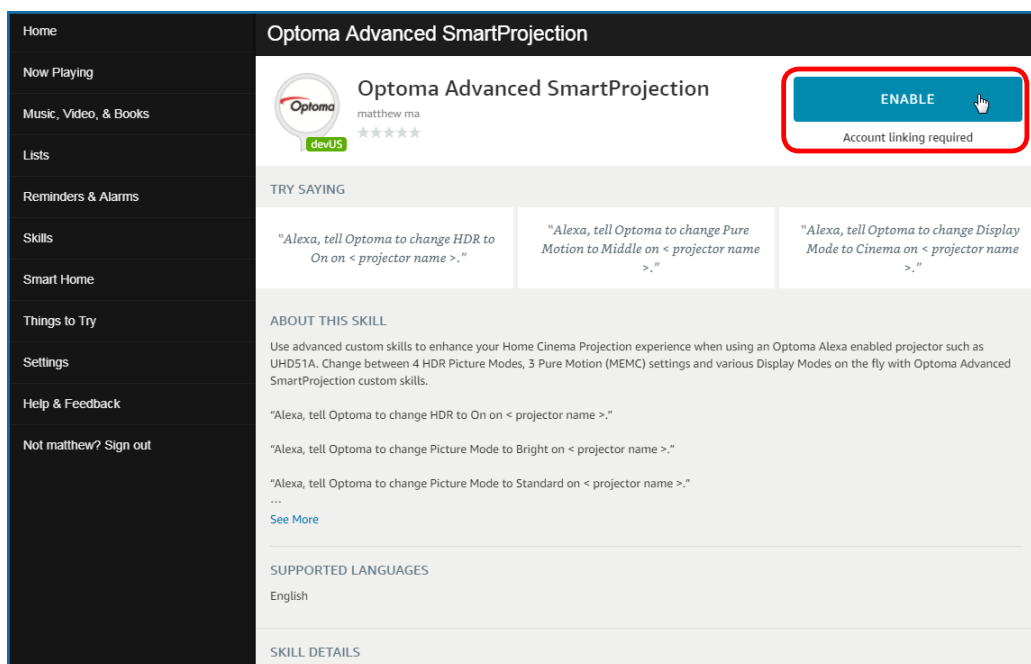 Home
Now Playing
Music, Video, & Books
Lists
Reminders & Alarms
Skills
Smart Home
Things to Try
Settings
Help & Feedback
Not matthew? Sign out
Optoma Advanced SmartProjection
Optoma
devUS
Optoma Advanced SmartProjection
matthew ma
ENABLE
Account linking required
TRY SAYING
"Alexa, tell Optoma to change HDR to
On on < projector name >."
"Alexa, tell Optoma to change Pure
Motion to Middle on < projector name
>."
"Alexa, tell Optoma to change Display
Mode to Cinema on < projector name
>."
ABOUT THIS SKILL
Use advanced custom skills to enhance your Home Cinema Projection experience when using an Optoma Alexa enabled projector such as
UHD51A. Change between 4 HDR Picture Modes, 3 Pure Motion (MEMC) settings and various Display Modes on the fly with Optoma Advanced
SmartProjection custom skills.
"Alexa, tell Optoma to change HDR to On on < projector name >."
"Alexa, tell Optoma to change Picture Mode to Bright on < projector name >."
"Alexa, tell Optoma to change Picture Mode to Standard on < projector name >."
...
See More
SUPPORTED LANGUAGES
English
SKILL DETAILS